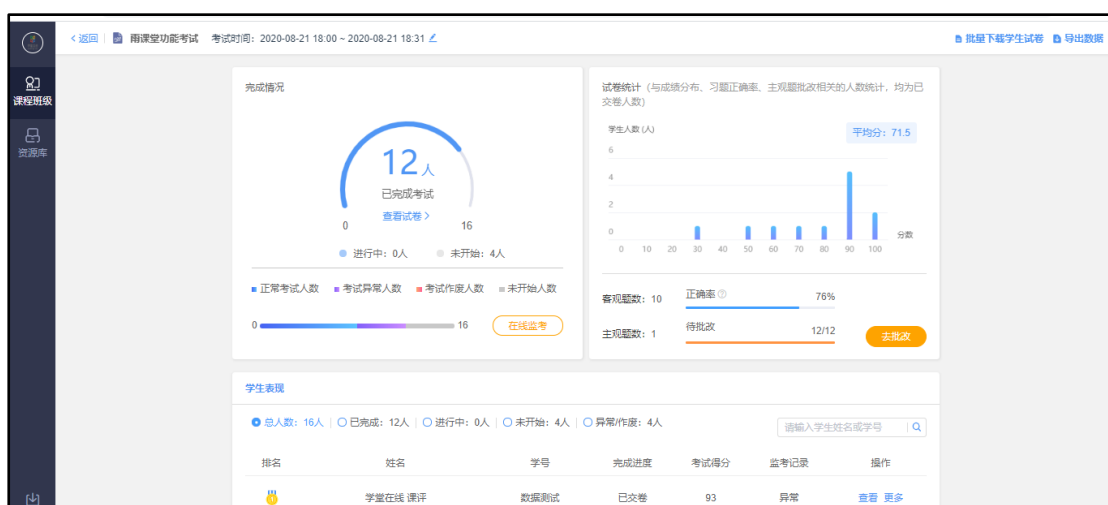 <返回 雨课堂功能考试 考试时间：2020-08-21 18:00 ~ 2020-08-21 18:31 批量下载学生试卷 导出数据
课程班级
资源库
完成情况
12人
已完成考试
查看试卷 >
0 16
进行中：0人 未开始：4人
正常考试人数 考试异常人数 考试作废人数 未开始人数
0 16 在线监考
试卷统计（与成绩分布、习题正确率、主观题批改相关的人数统计，均为已
交卷人数）
学生人数（人） 平均分：71.5
6
4
2
0
分数
0 10 20 30 40 50 60 70 80 90 100
客观题数：10 正确率 76%
主观题数：1 待批改 12/12 去批改
学生表现
总人数：16人 已完成：12人 进行中：0人 未开始：4人 异常/作废：4人 请输入学生姓名或学号
排名 姓名 学号 完成进度 考试得分 监考记录 操作
学堂在线 课评 数据测试 已交卷 93 异常 查看 更多